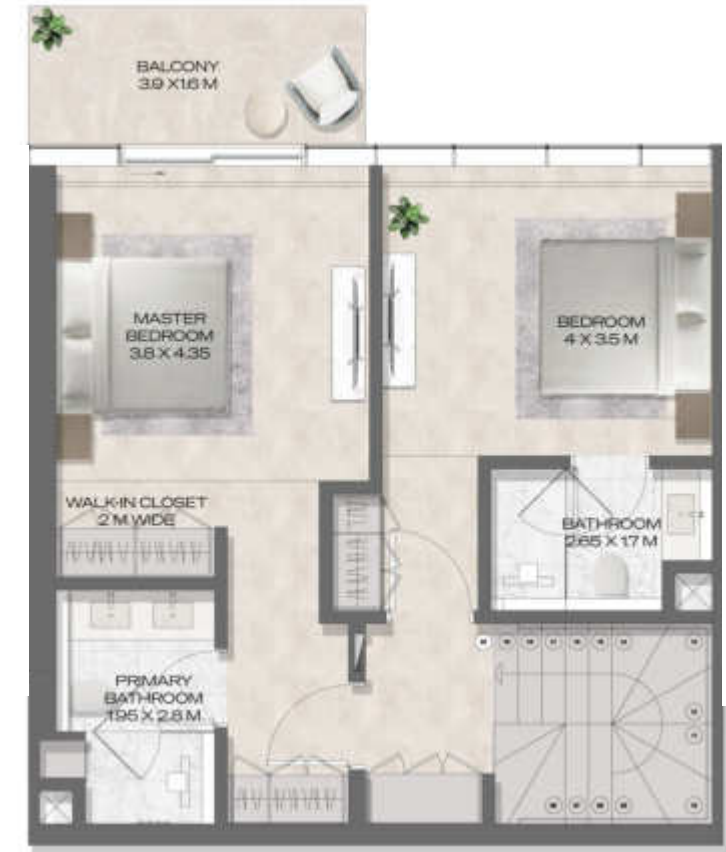 BALCONY
3.9 X1.6 M
MASTER
BEDROOM
3.8 X 4.35
BEDROOM
4 X 3.5 M
WALK-IN CLOSET
2 M WIDE
BATHROOM
2.65 X 1.7 M
PRIMARY
BATHROOM
1.95 X 2.8 M